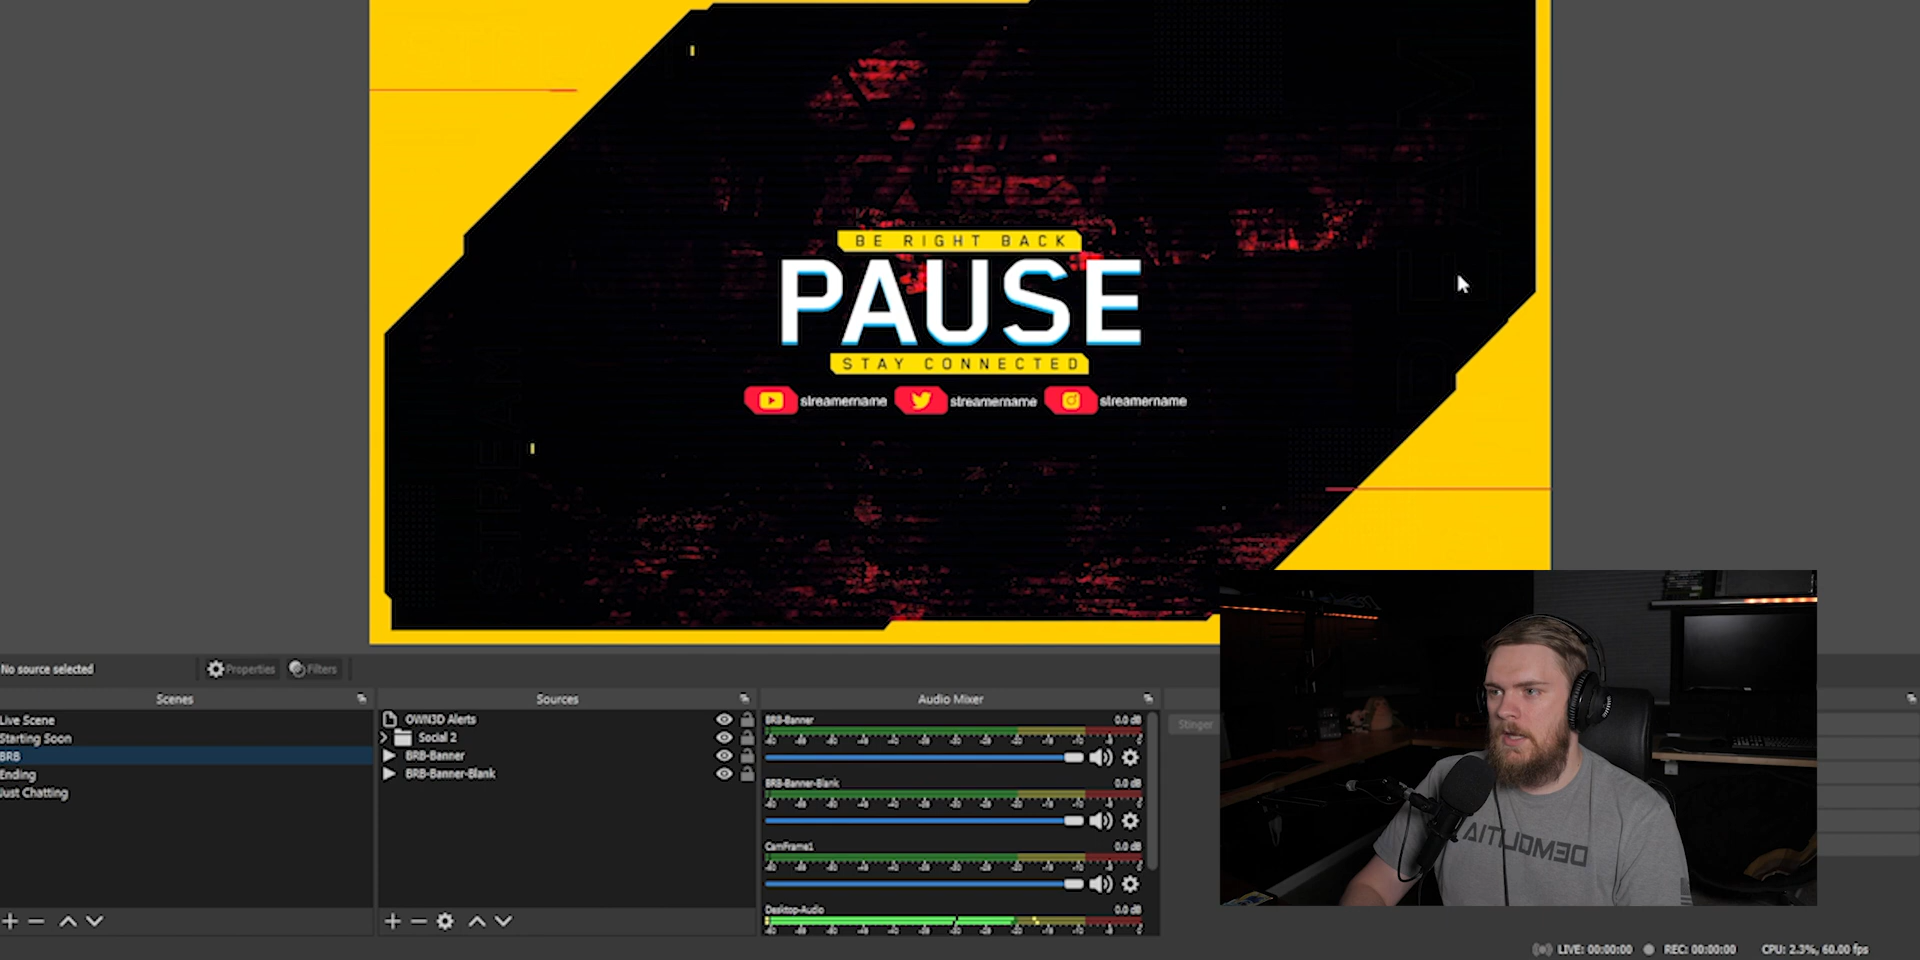 BE RIGHT BACK
PAUSE
STAY CONNECTED
streamername streamername streamername
No source selected
Properties Filters
Scenes
Live Scene
Starting Soon
BRB
Ending
Just Chatting
Sources
OWN3D Alerts
Social 2
BRB-Banner
BRB-Banner-Blank
Audio Mixer
BRB-Banner 0.0 dB
BRB-Banner-Blank 0.0 dB
CamFrame1 0.0 dB
Desktop-Audio 0.0 dB
Stinger
LIVE: 00:00:00 REC: 00:00:00 CPU: 2.3%, 60.00 fps